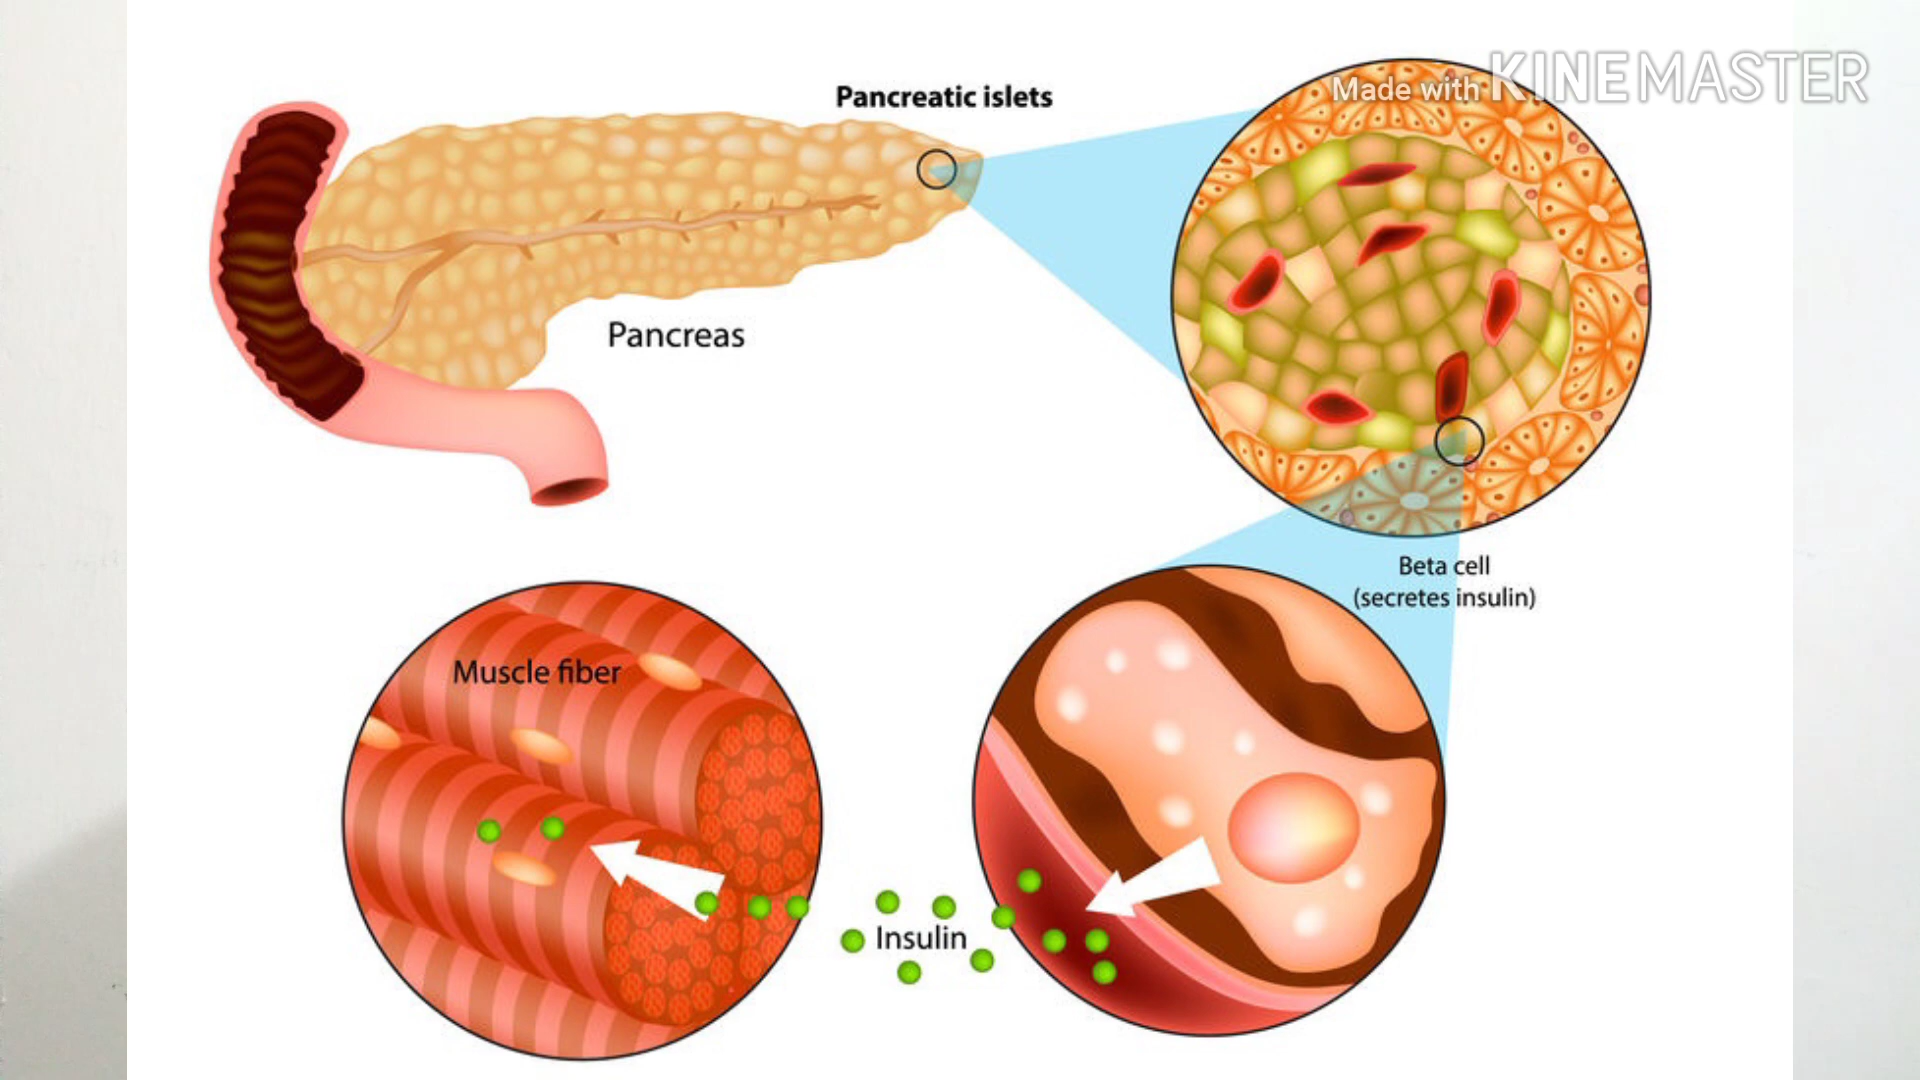 Made with KINEMASTER
Pancreatic islets
Pancreas
Beta cell
(secretes insulin)
Muscle fiber
Insulin